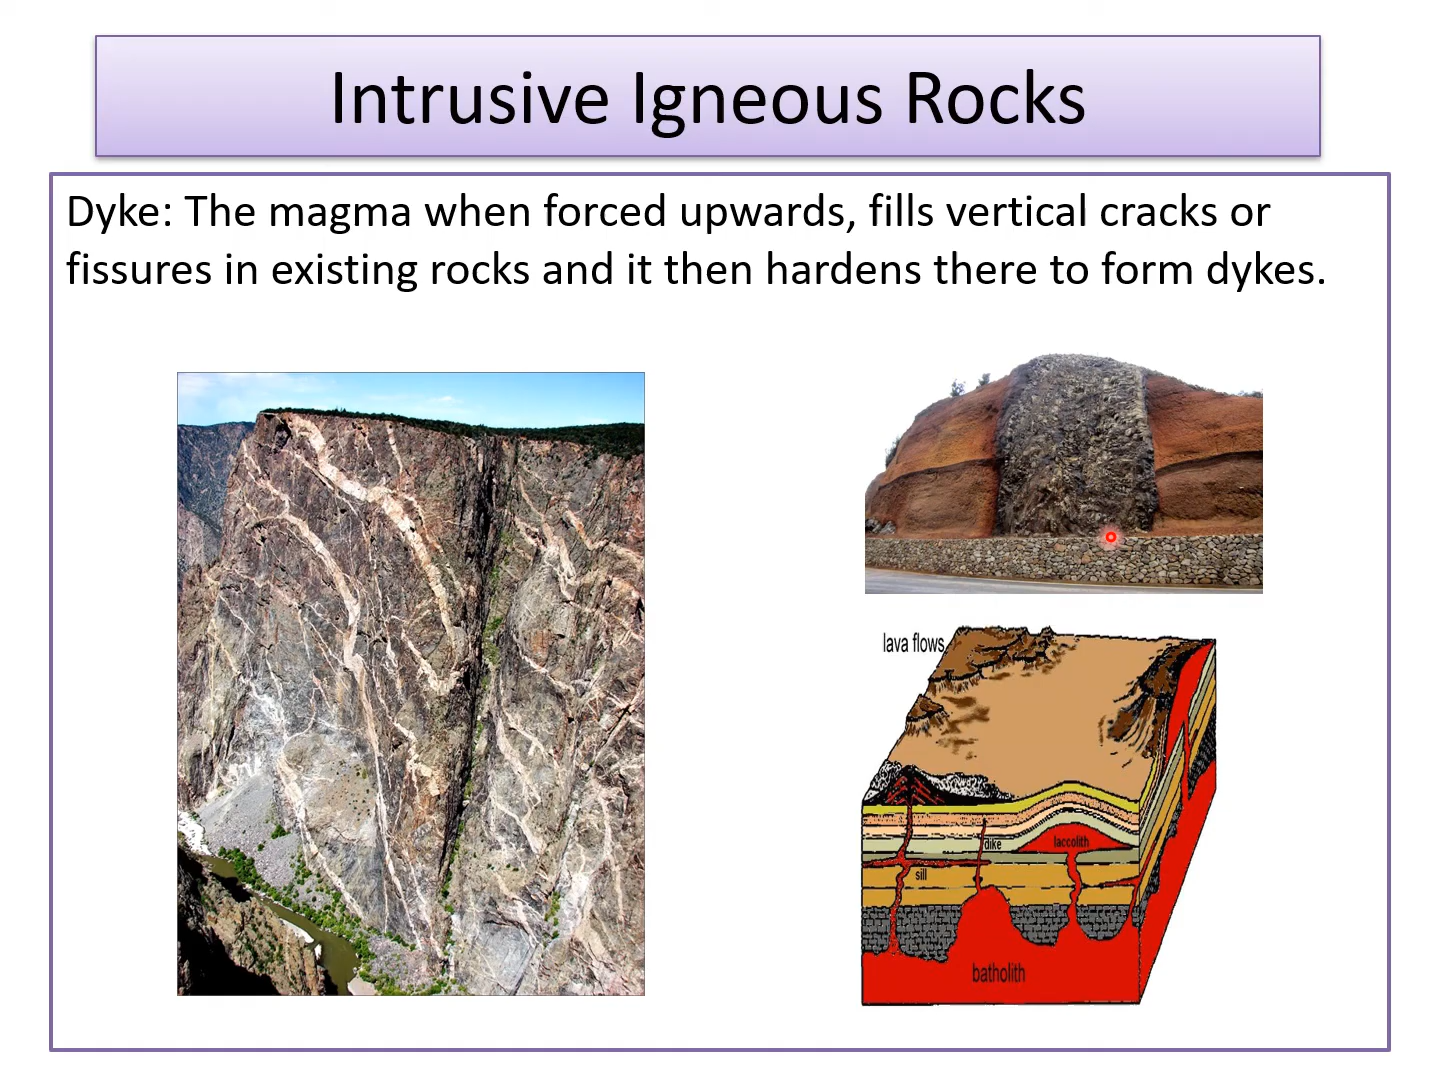 Intrusive Igneous Rocks
Dyke: The magma when forced upwards, fills vertical cracks or
fissures in existing rocks and it then hardens there to form dykes.
lava flows
dike
laccolith
sill
batholith